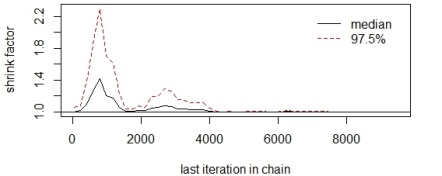 shrink factor
1.0 1.4 1.8 2.2
median
97.5%
0 2000 4000 6000 8000
last iteration in chain